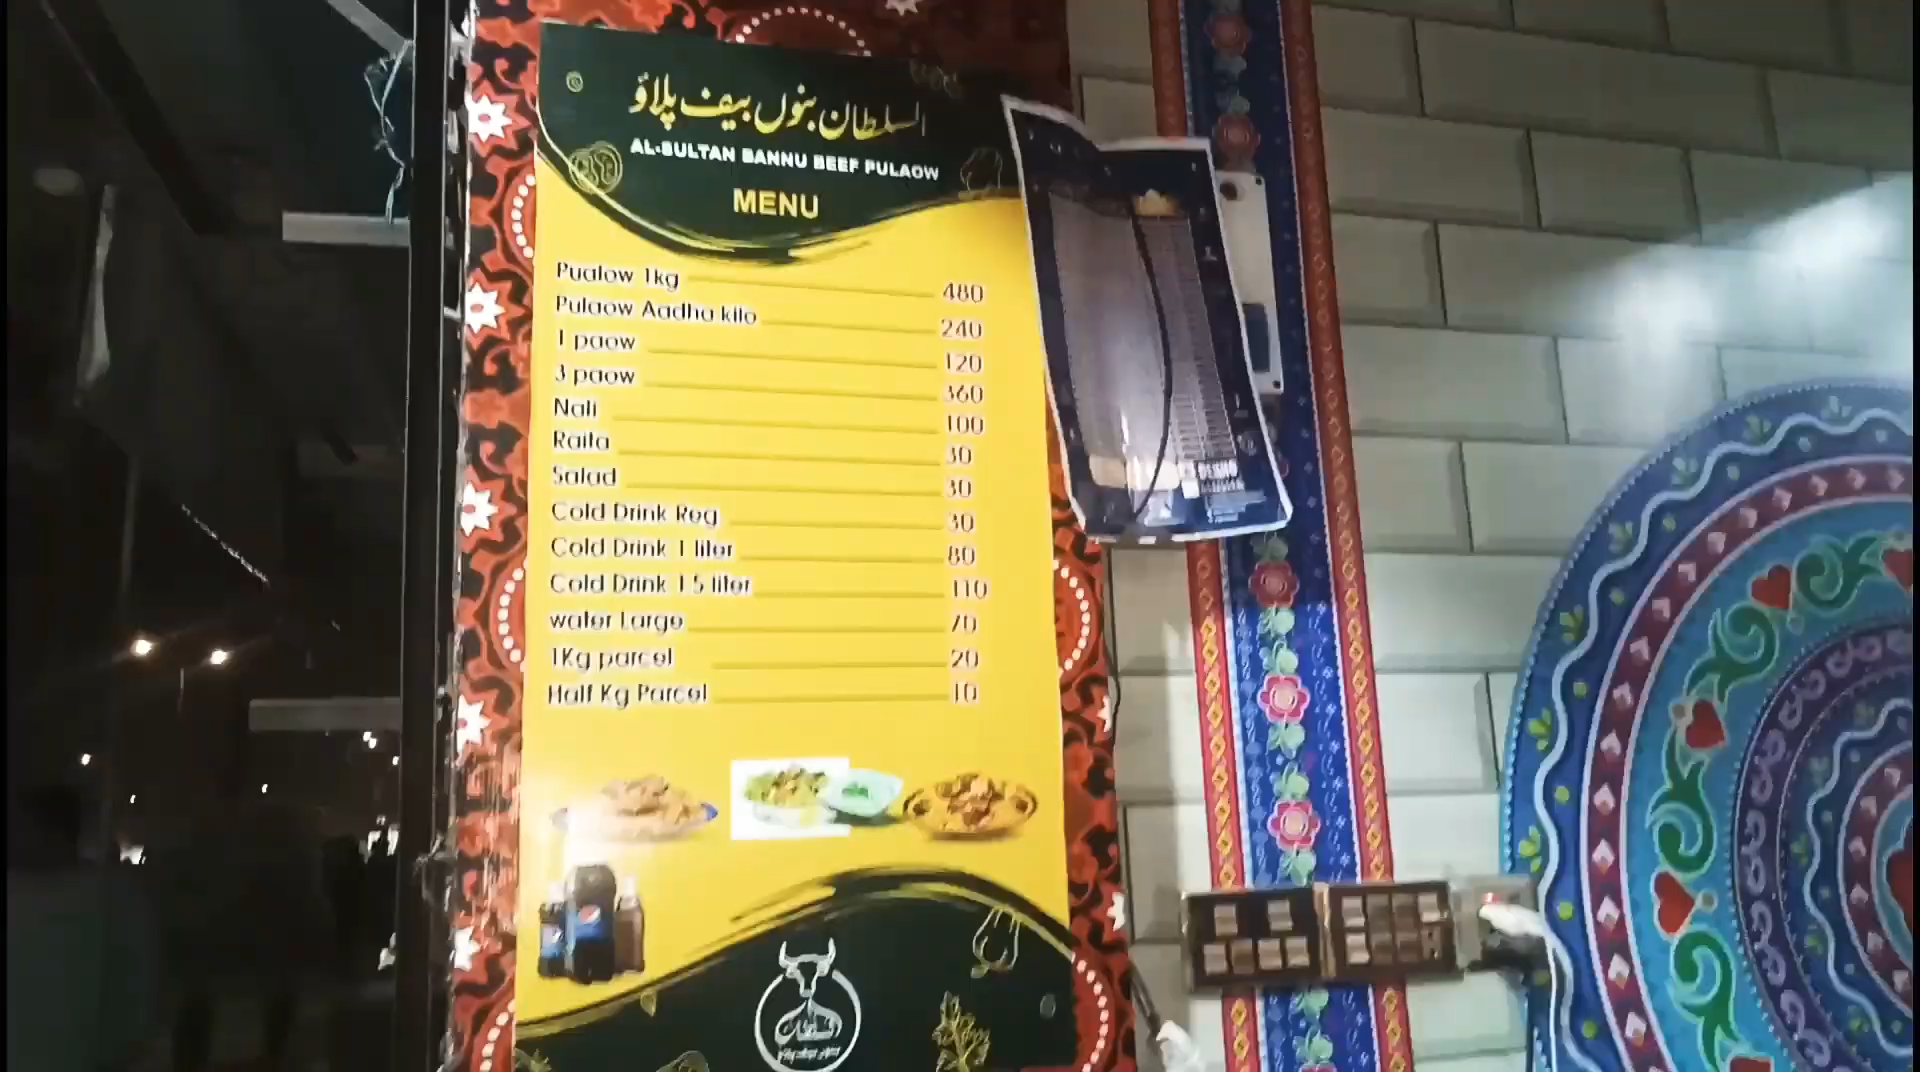 السلطان بنوں بیف پلاؤ
AL-SULTAN BANNU BEEF PULAOW
MENU
Pualow 1kg 480
Pulaow Aadha kilo 240
1 paow 120
3 paow 360
Nali 100
Raita 30
Salad 30
Cold Drink Reg 30
Cold Drink 1 liter 80
Cold Drink 1.5 liter 110
water Large 70
1Kg parcel 20
Half Kg Parcel 10